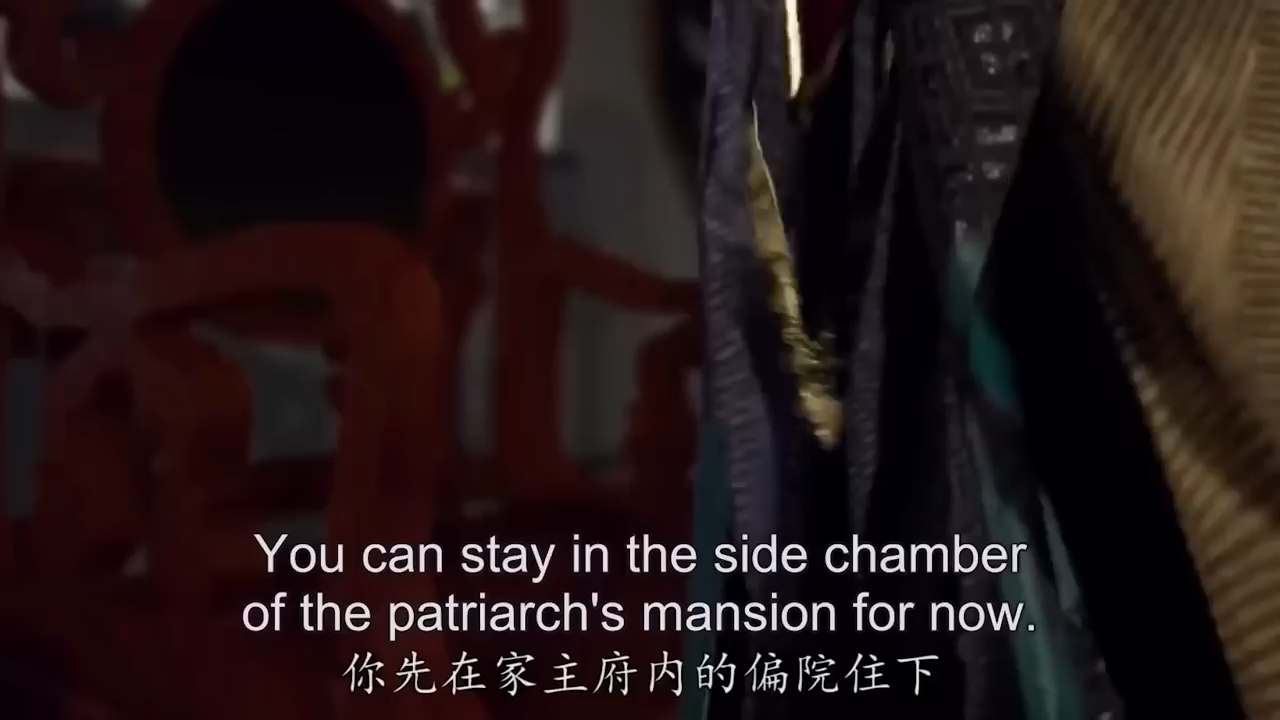 You can stay in the side chamber
of the patriarch's mansion for now.
你先在家主府内的偏院住下